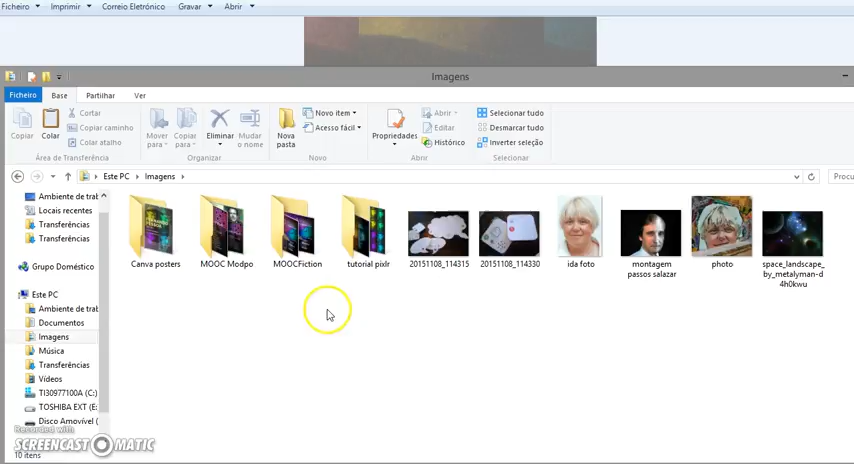 Ficheiro Imprimir Correio Eletrónico Gravar Abrir
Imagens
Ficheiro Base Partilhar Ver
Copiar
Colar
Cortar
Copiar caminho
Colar atalho
Área de Transferência
Mover
para
Copiar
para
Eliminar
Mudar
o nome
Organizar
Nova
pasta
Novo item
Acesso fácil
Novo
Propriedades
Abrir
Editar
Histórico
Abrir
Selecionar tudo
Desmarcar tudo
Inverter seleção
Selecionar
Este PC Imagens
Procu
Ambiente de trab
Locais recentes
Transferências
Transferências
Grupo Doméstico
Este PC
Ambiente de trab
Documentos
Imagens
Música
Transferências
Vídeos
TI30977100A (C:)
TOSHIBA EXT (E:
Disco Amovível (
10 itens
Canva posters
MOOC Modpo
MOOCFiction
tutorial pixlr
20151108_114315
20151108_114330
ida foto
montagem
passos salazar
photo
space_landscape_
by_metalyman-d
4h0kwu
Recorded with
SCREENCAST MATIC